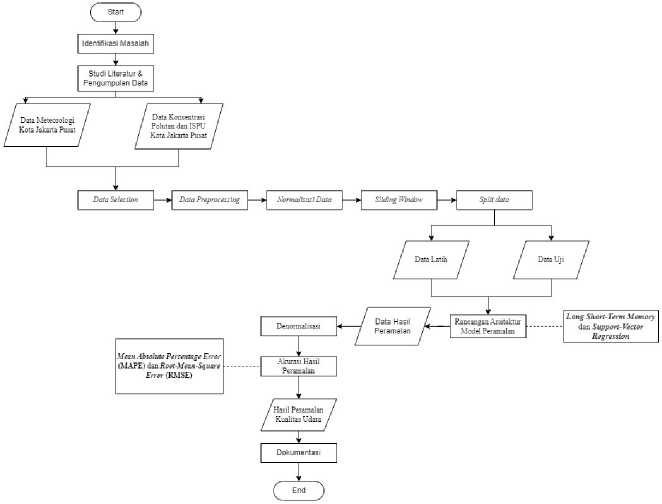 Start
Identifikasi Masalah
Studi Literatur &
Pengumpulan Data
Data Meteorologi
Kota Jakarta Pusat
Data Konsentrasi
Polutan dan ISPU
Kota Jakarta Pusat
Data Selection
Data Preprocessing
Normalisasi Data
Sliding Window
Split data
Data Latih
Data Uji
Rancangan Arsitektur
Model Peramalan
Long Short-Term Memory
dan Support-Vector
Regression
Data Hasil
Peramalan
Denormalisasi
Akurasi Hasil
Peramalan
Mean Absolute Percentage Error
(MAPE) dan Root-Mean-Square
Error (RMSE)
Hasil Peramalan
Kualitas Udara
Dokumentasi
End